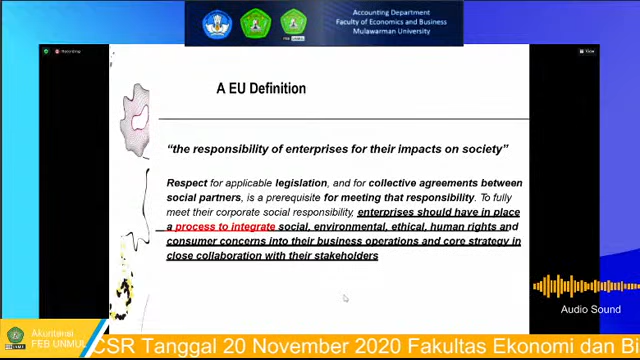 Accounting Department
Faculty of Economics and Business
Mulawarman University
Recording
View
A EU Definition
“the responsibility of enterprises for their impacts on society”
Respect for applicable legislation, and for collective agreements between
social partners, is a prerequisite for meeting that responsibility. To fully
meet their corporate social responsibility, enterprises should have in place
a process to integrate social, environmental, ethical, human rights and
consumer concerns into their business operations and core strategy in
close collaboration with their stakeholders
Audio Sound
Akuntansi
FEB UNMUL
CSR Tanggal 20 November 2020 Fakultas Ekonomi dan Bi